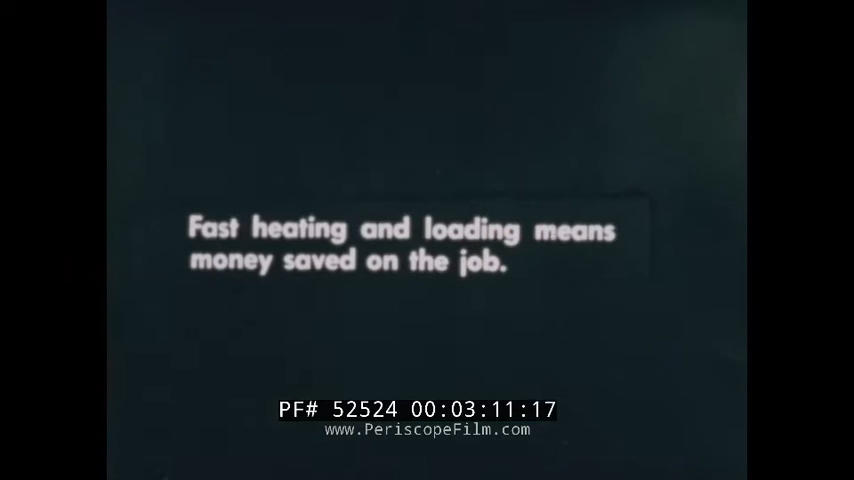 Fast heating and loading means
money saved on the job.
PF# 52524 00:03:11:17
www.PeriscopeFilm.com